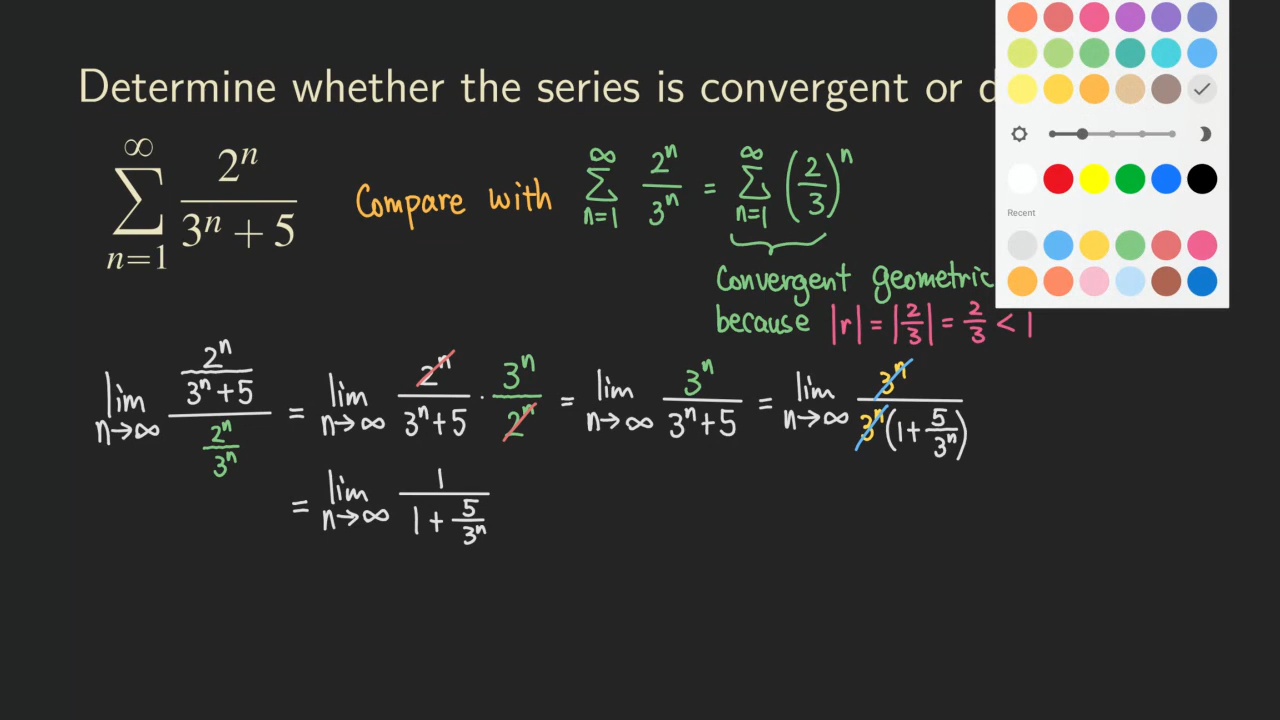 Determine whether the series is convergent or d
∑_{n=1}^{∞} 2^n / (3^n + 5) Compare with ∑_{n=1}^{∞} 2^n / 3^n = ∑_{n=1}^{∞} (2/3)^n
Convergent geometric
because |r| = |2/3| = 2/3 < 1
Recent
lim_{n→∞} (2^n / (3^n + 5)) / (2^n / 3^n) = lim_{n→∞} 2^n / (3^n + 5) · 3^n / 2^n = lim_{n→∞} 3^n / (3^n + 5) = lim_{n→∞} 3^n / (3^n (1 + 5/3^n))
= lim_{n→∞} 1 / (1 + 5/3^n)